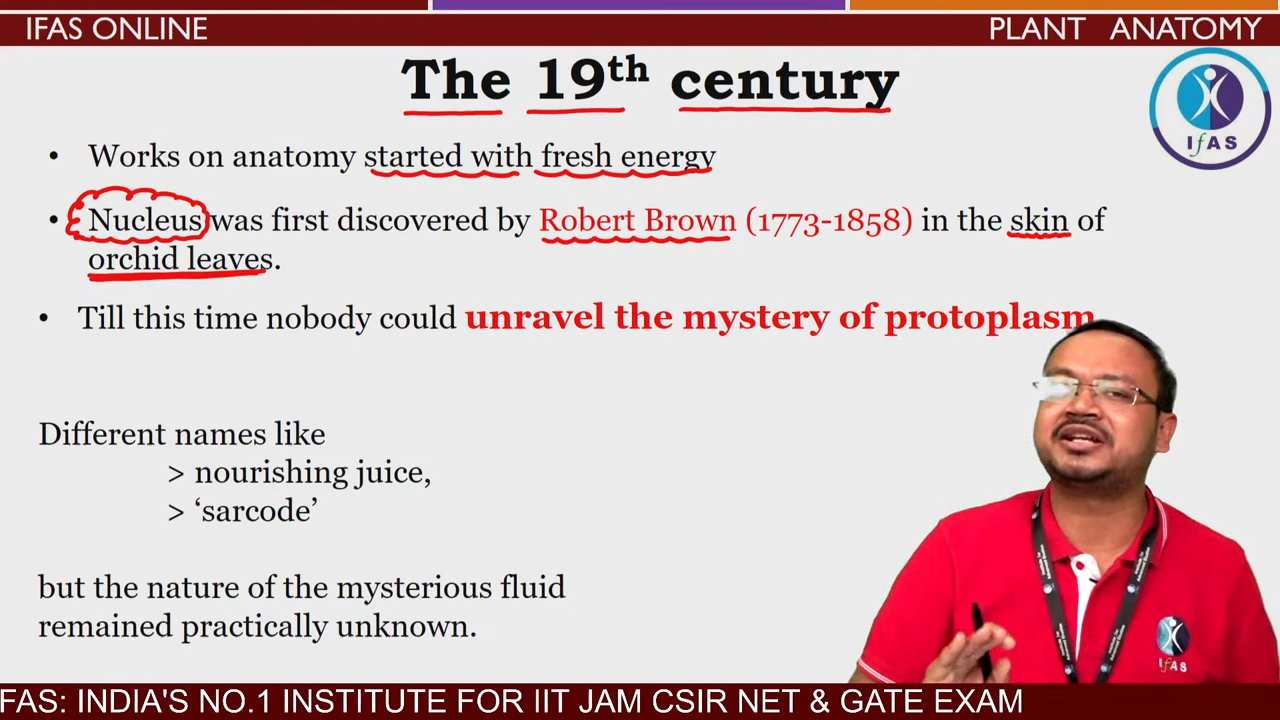 IFAS ONLINE
PLANT ANATOMY
The 19th century
IfAS
• Works on anatomy started with fresh energy
• Nucleus was first discovered by Robert Brown (1773-1858) in the skin of
orchid leaves.
• Till this time nobody could unravel the mystery of protoplasm
Different names like
> nourishing juice,
> ‘sarcode’
but the nature of the mysterious fluid
remained practically unknown.
IfAS
FAS: INDIA'S NO.1 INSTITUTE FOR IIT JAM CSIR NET & GATE EXAM